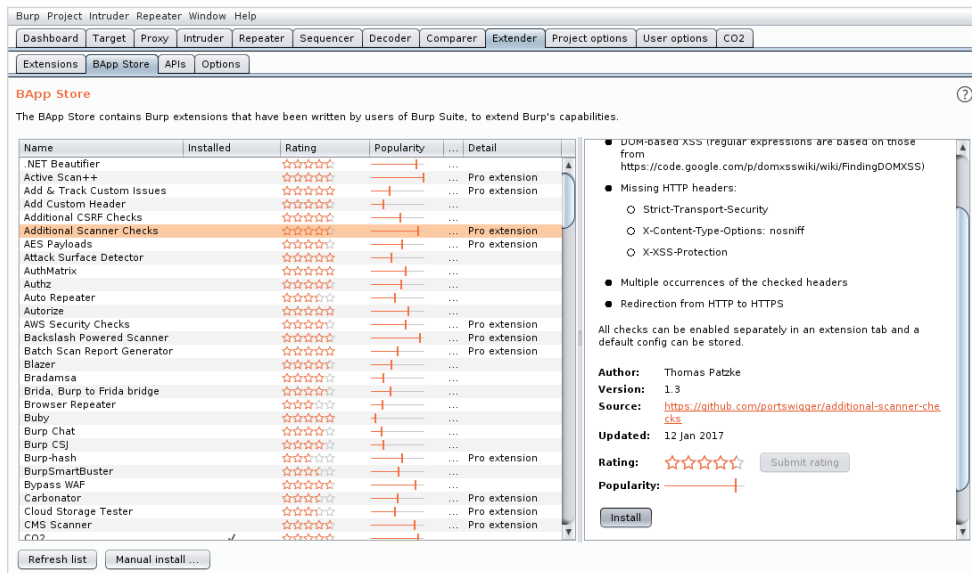 Burp Project Intruder Repeater Window Help
Dashboard Target Proxy Intruder Repeater Sequencer Decoder Comparer Extender Project options User options CO2
Extensions BApp Store APIs Options
BApp Store
?
The BApp Store contains Burp extensions that have been written by users of Burp Suite, to extend Burp's capabilities.
Name Installed Rating Popularity ... Detail
.NET Beautifier ...
Active Scan++ ... Pro extension
Add & Track Custom Issues ... Pro extension
Add Custom Header ...
Additional CSRF Checks ...
Additional Scanner Checks ... Pro extension
AES Payloads ... Pro extension
Attack Surface Detector ...
AuthMatrix ...
Authz ...
Auto Repeater ...
Autorize ...
AWS Security Checks ... Pro extension
Backslash Powered Scanner ... Pro extension
Batch Scan Report Generator ... Pro extension
Blazer ...
Bradamsa ...
Brida, Burp to Frida bridge ...
Browser Repeater ...
Buby ...
Burp Chat ...
Burp CSJ ...
Burp-hash ... Pro extension
BurpSmartBuster ...
Bypass WAF ...
Carbonator ... Pro extension
Cloud Storage Tester ... Pro extension
CMS Scanner ... Pro extension
CO2 ✓
Refresh list Manual install ...
DOM-based XSS (regular expressions are based on those
from
https://code.google.com/p/domxsswiki/wiki/FindingDOMXSS)
Missing HTTP headers:
Strict-Transport-Security
X-Content-Type-Options: nosniff
X-XSS-Protection
Multiple occurrences of the checked headers
Redirection from HTTP to HTTPS
All checks can be enabled separately in an extension tab and a
default config can be stored.
Author: Thomas Patzke
Version: 1.3
Source: https://github.com/portswigger/additional-scanner-che
cks
Updated: 12 Jan 2017
Rating: Submit rating
Popularity:
Install